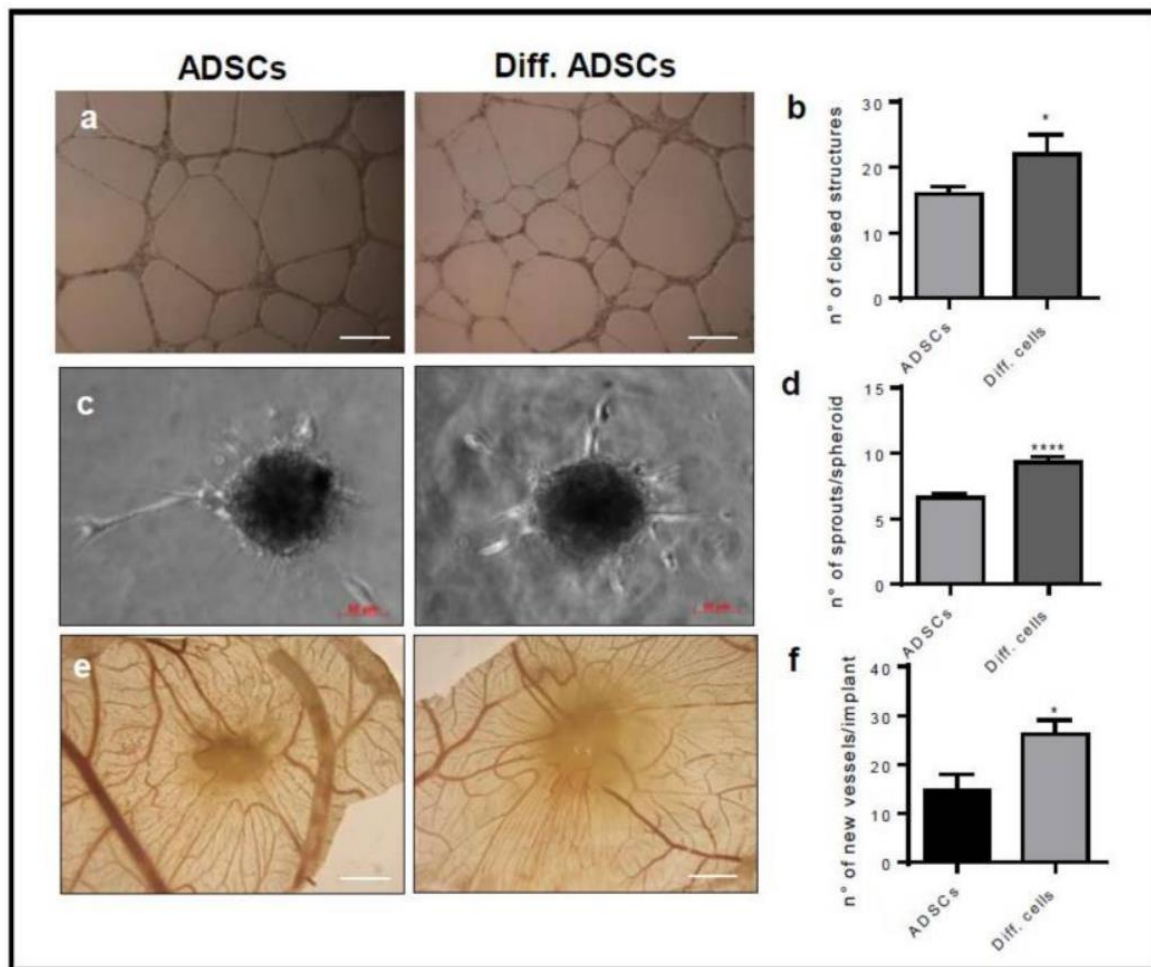 ADSCs
Diff. ADSCs
a
b
n° of closed structures
30
20
10
0
*
ADSCs
Diff. cells
c
d
n° of sprouts/spheroid
15
10
5
0
****
ADSCs
Diff. cells
e
f
n° of new vessels/implant
40
30
20
10
0
*
ADSCs
Diff. cells